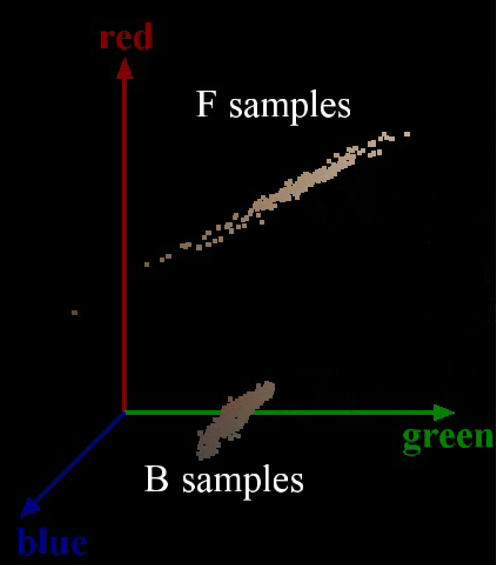 red
F samples
green
B samples
blue